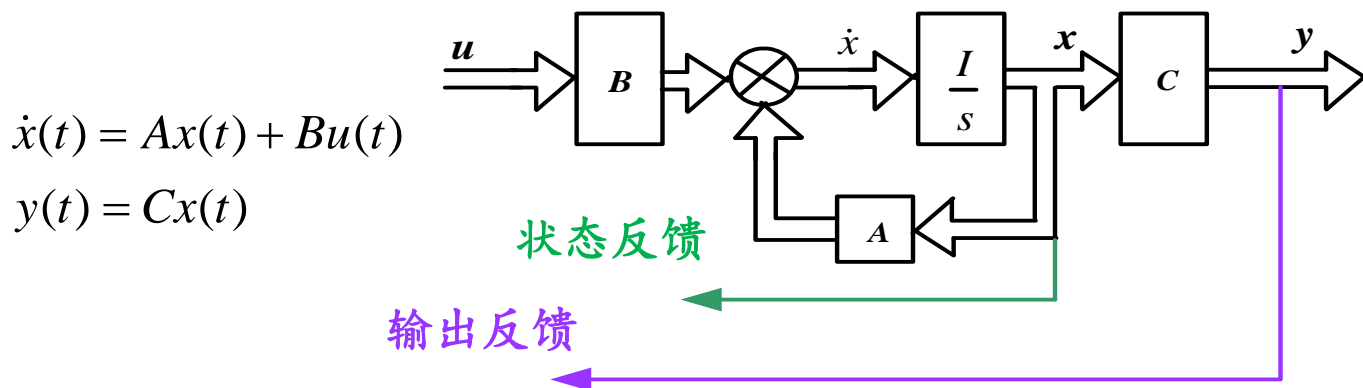 ẋ(t) = Ax(t) + Bu(t)
y(t) = Cx(t)
u
B
ẋ
I
s
x
C
y
A
状态反馈
输出反馈